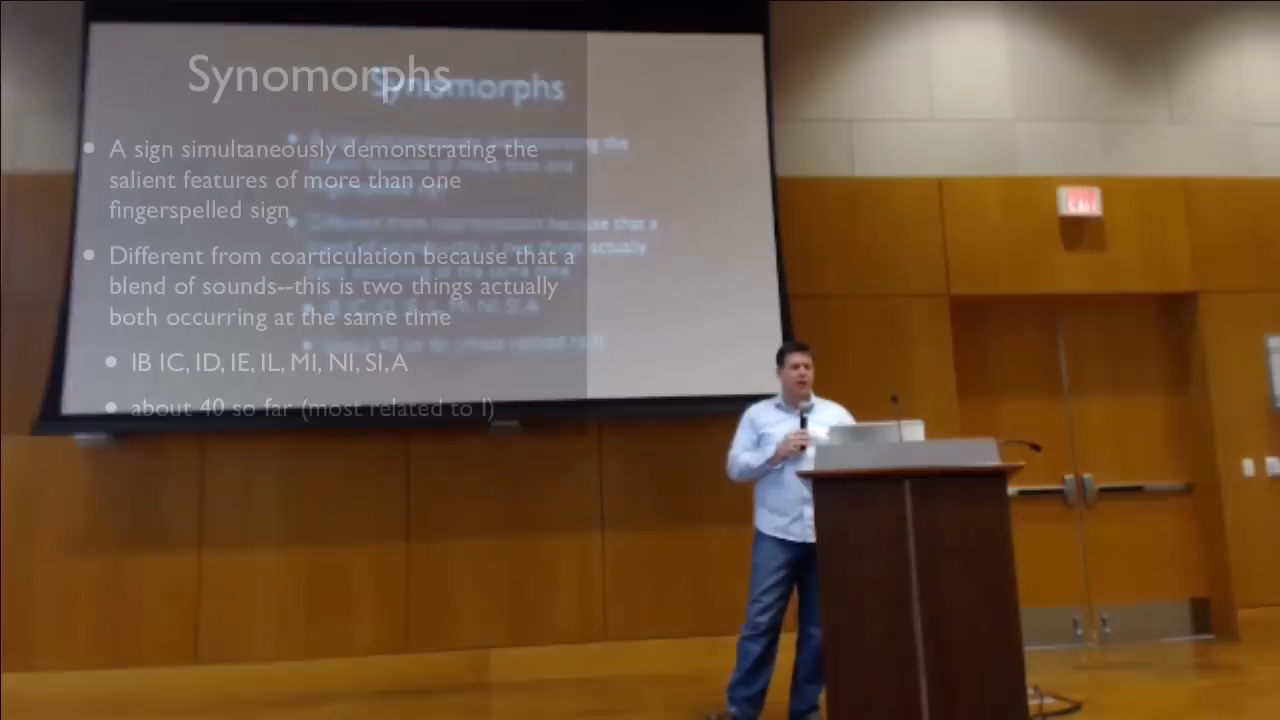 Synomorphs
A sign simultaneously demonstrating the
salient features of more than one
fingerspelled sign
Different from coarticulation because that a
blend of sounds--this is two things actually
both occurring at the same time
IB IC, ID, IE, IL, MI, NI, SI, A
about 40 so far (most related to I)
Synomorphs
EXIT